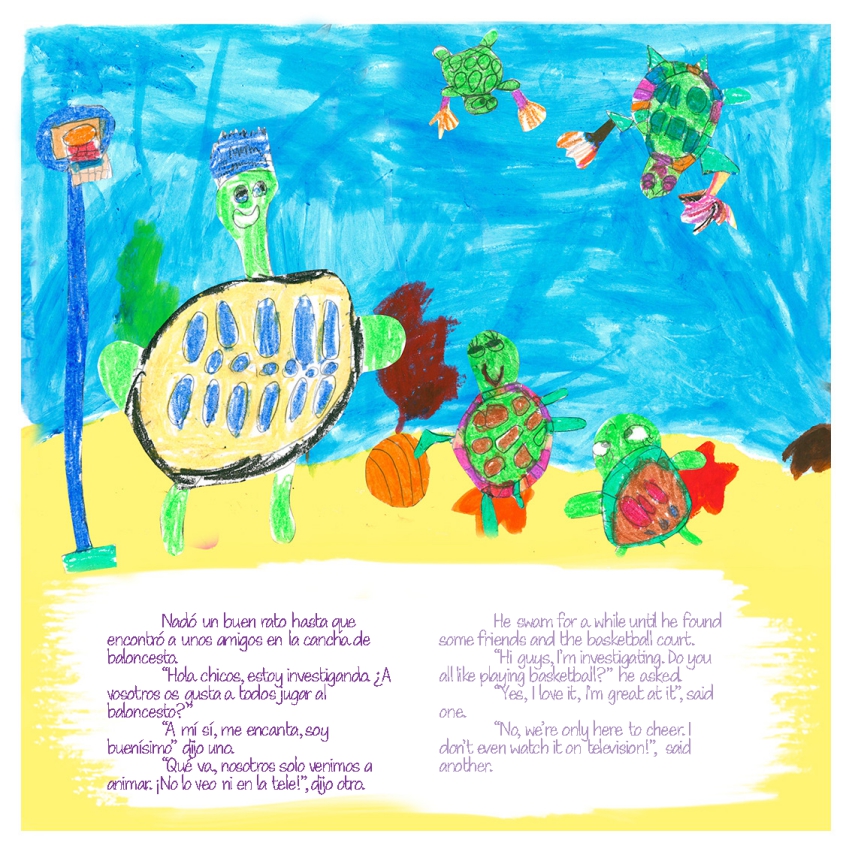 Nadó un buen rato hasta que
encontró a unos amigos en la cancha de
baloncesto.
“Hola chicos, estoy investigando. ¿A
vosotros os gusta a todos jugar al
baloncesto?”
“A mí sí, me encanta, soy
buenísimo” dijo uno.
“Qué va, nosotros solo venimos a
animar. ¡No lo veo ni en la tele!”, dijo otro.
He swam for a while until he found
some friends and the basketball court.
“Hi guys, I’m investigating. Do you
all like playing basketball?” he asked.
“Yes, I love it, I’m great at it”, said
one.
“No, we’re only here to cheer. I
don’t even watch it on television!”, said
another.